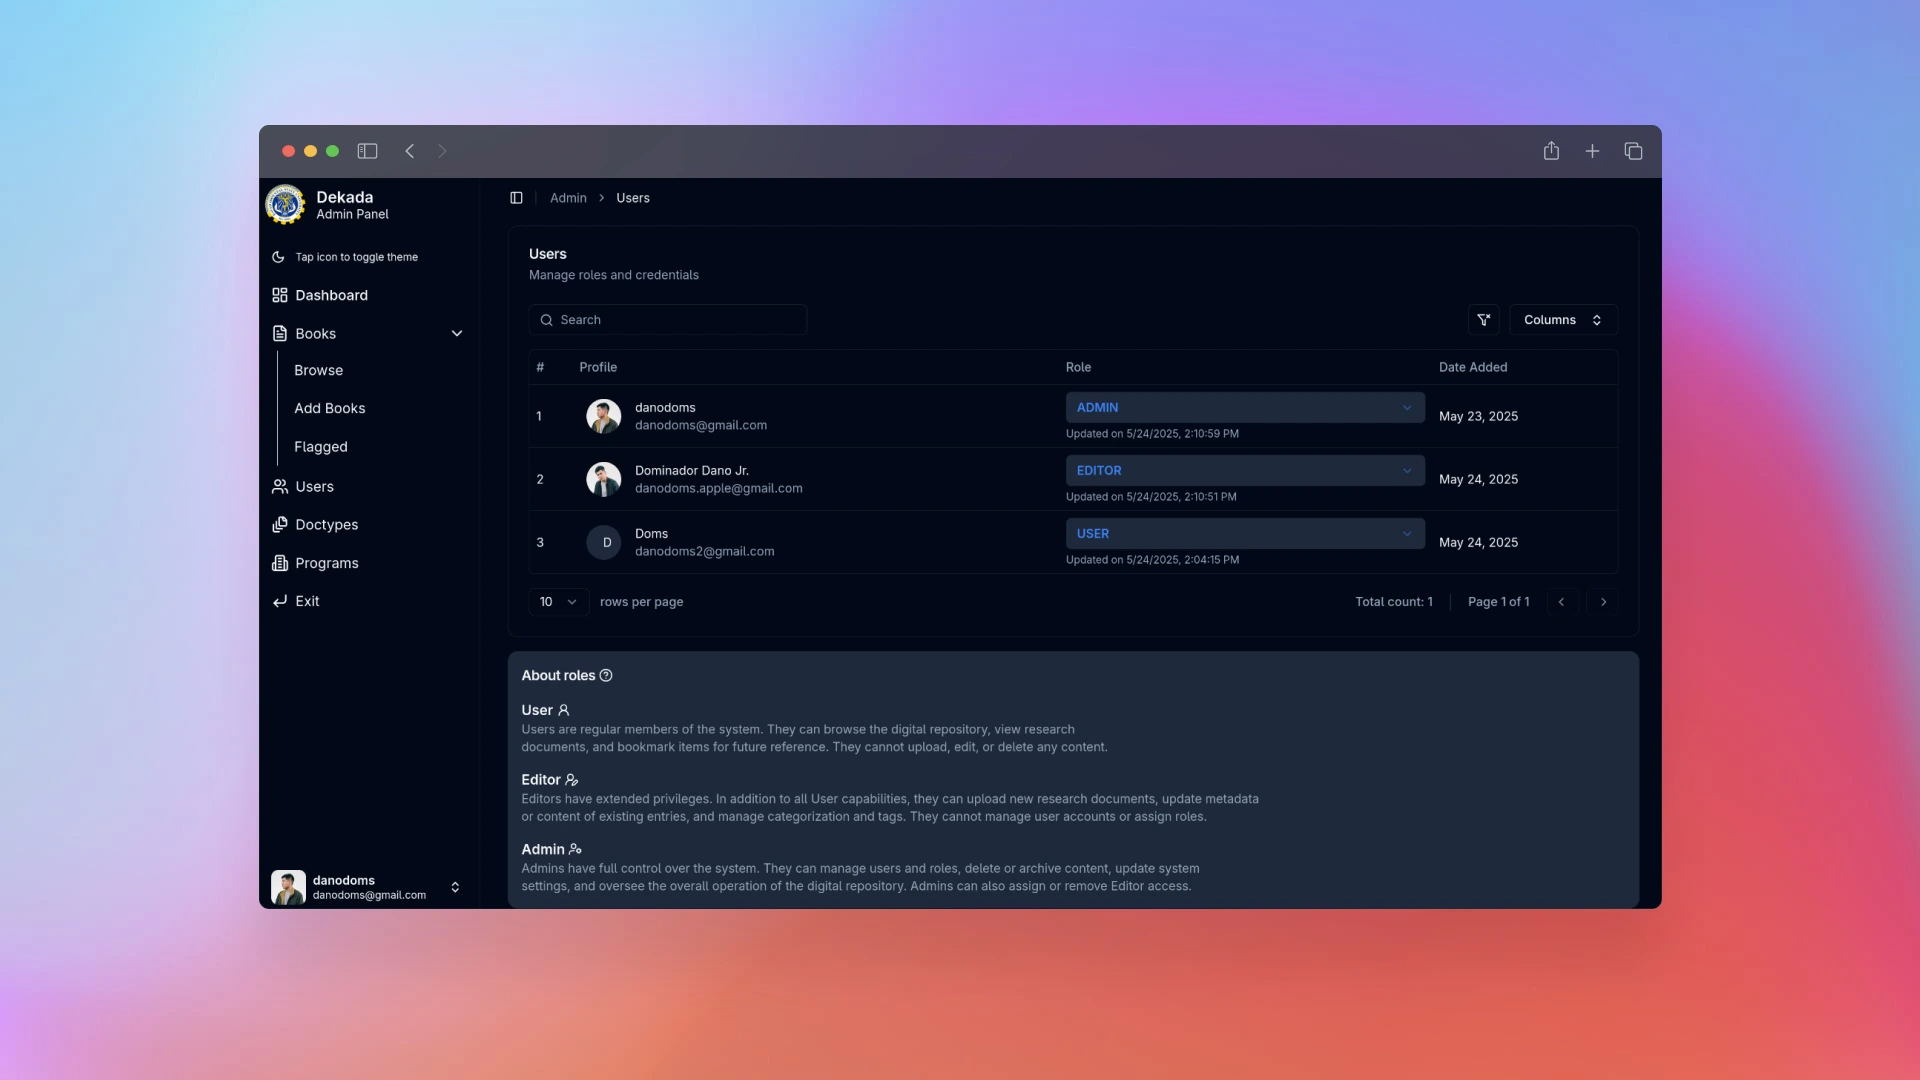 Dekada
Admin Panel
Tap icon to toggle theme
Dashboard
Books
Browse
Add Books
Flagged
Users
Doctypes
Programs
Exit
danodoms
danodoms@gmail.com
Admin > Users
Users
Manage roles and credentials
Search
Columns
# Profile Role Date Added
1
danodoms
danodoms@gmail.com
ADMIN
Updated on 5/24/2025, 2:10:59 PM
May 23, 2025
2
Dominador Dano Jr.
danodoms.apple@gmail.com
EDITOR
Updated on 5/24/2025, 2:10:51 PM
May 24, 2025
3
D
Doms
danodoms2@gmail.com
USER
Updated on 5/24/2025, 2:04:15 PM
May 24, 2025
10 rows per page
Total count: 1
Page 1 of 1
About roles
User
Users are regular members of the system. They can browse the digital repository, view research
documents, and bookmark items for future reference. They cannot upload, edit, or delete any content.
Editor
Editors have extended privileges. In addition to all User capabilities, they can upload new research documents, update metadata
or content of existing entries, and manage categorization and tags. They cannot manage user accounts or assign roles.
Admin
Admins have full control over the system. They can manage users and roles, delete or archive content, update system
settings, and oversee the overall operation of the digital repository. Admins can also assign or remove Editor access.